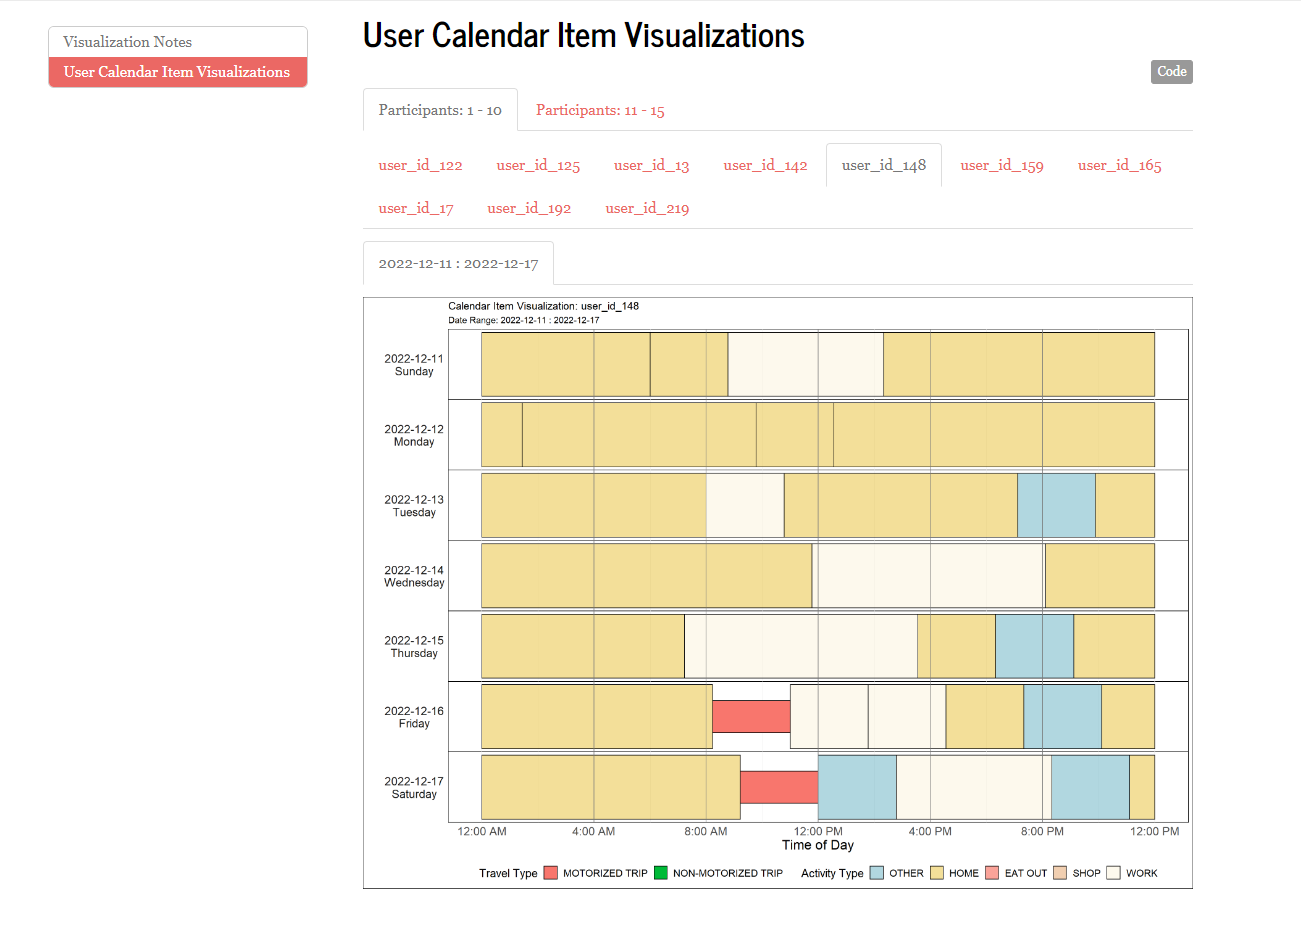 Visualization Notes
User Calendar Item Visualizations
User Calendar Item Visualizations
Code
Participants: 1 - 10
Participants: 11 - 15
user_id_122
user_id_125
user_id_13
user_id_142
user_id_148
user_id_159
user_id_165
user_id_17
user_id_192
user_id_219
2022-12-11 : 2022-12-17
Calendar Item Visualization: user_id_148
Date Range: 2022-12-11 : 2022-12-17
2022-12-11
Sunday
2022-12-12
Monday
2022-12-13
Tuesday
2022-12-14
Wednesday
2022-12-15
Thursday
2022-12-16
Friday
2022-12-17
Saturday
12:00 AM 4:00 AM 8:00 AM 12:00 PM 4:00 PM 8:00 PM 12:00 PM
Time of Day
Travel Type MOTORIZED TRIP NON-MOTORIZED TRIP Activity Type OTHER HOME EAT OUT SHOP WORK